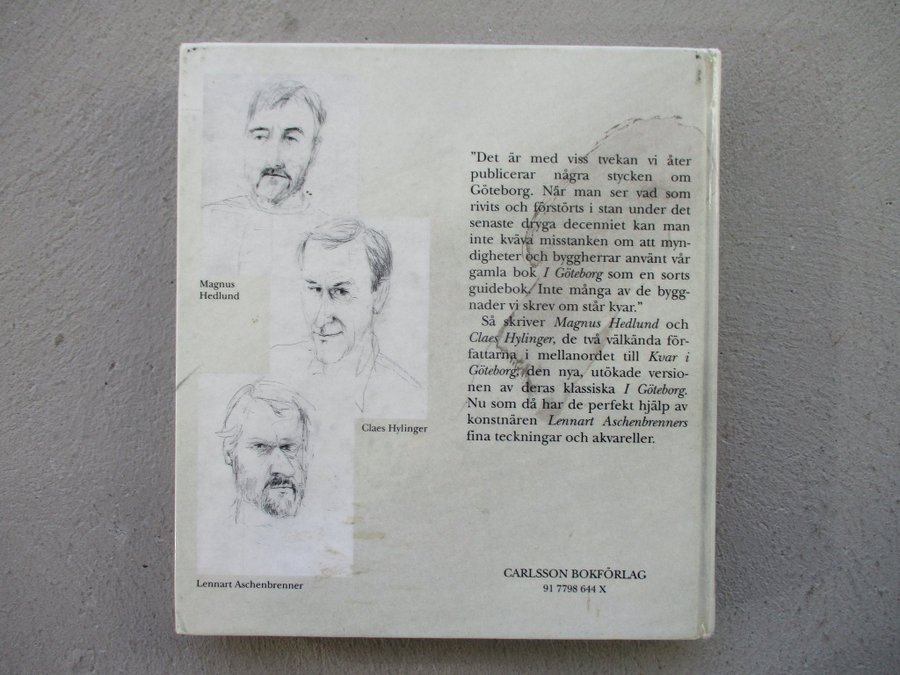 Magnus
Hedlund
Claes Hylinger
Lennart Aschenbrenner
”Det är med viss tvekan vi åter
publicerar några stycken om
Göteborg. När man ser vad som
rivits och förstörts i stan under det
senaste dryga decenniet kan man
inte kväva misstanken om att myn-
digheter och byggherrar använt vår
gamla bok I Göteborg som en sorts
guidebok. Inte många av de bygg-
nader vi skrev om står kvar.”
Så skriver Magnus Hedlund och
Claes Hylinger, de två välkända för-
fattarna i mellanordet till Kvar i
Göteborg, den nya, utökade versio-
nen av deras klassiska I Göteborg.
Nu som då har de perfekt hjälp av
konstnären Lennart Aschenbrenners
fina teckningar och akvareller.
CARLSSON BOKFÖRLAG
91 7798 644 X